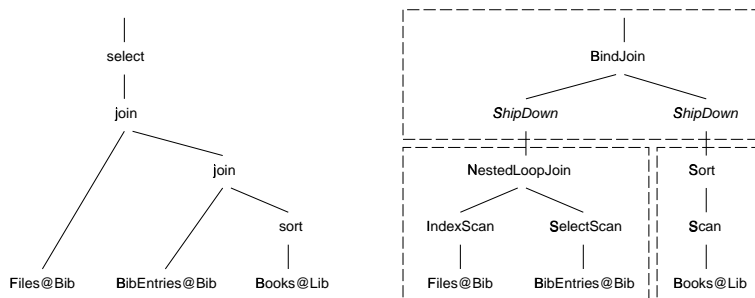 select
BindJoin
join
ShipDown ShipDown
join
NestedLoopJoin Sort
sort
IndexScan SelectScan Scan
Files@Bib BibEntries@Bib Books@Lib
Files@Bib BibEntries@Bib Books@Lib